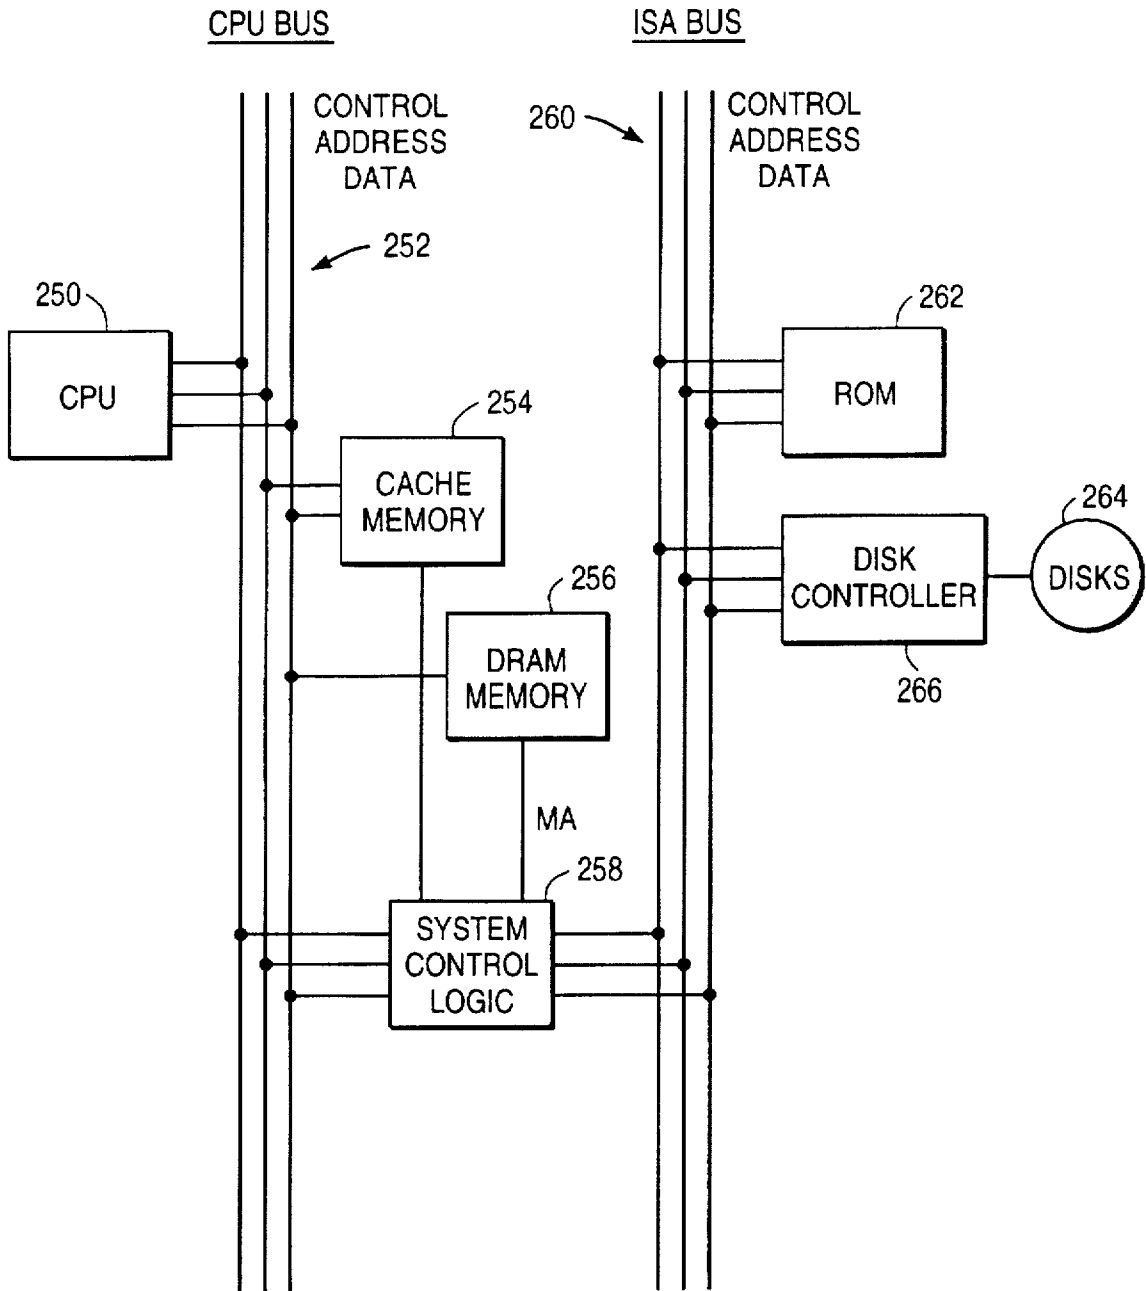 CPU BUS
ISA BUS
CONTROL
ADDRESS
DATA
260
CONTROL
ADDRESS
DATA
252
250
CPU
262
ROM
254
CACHE
MEMORY
264
DISK
CONTROLLER
DISKS
256
DRAM
MEMORY
266
MA
258
SYSTEM
CONTROL
LOGIC